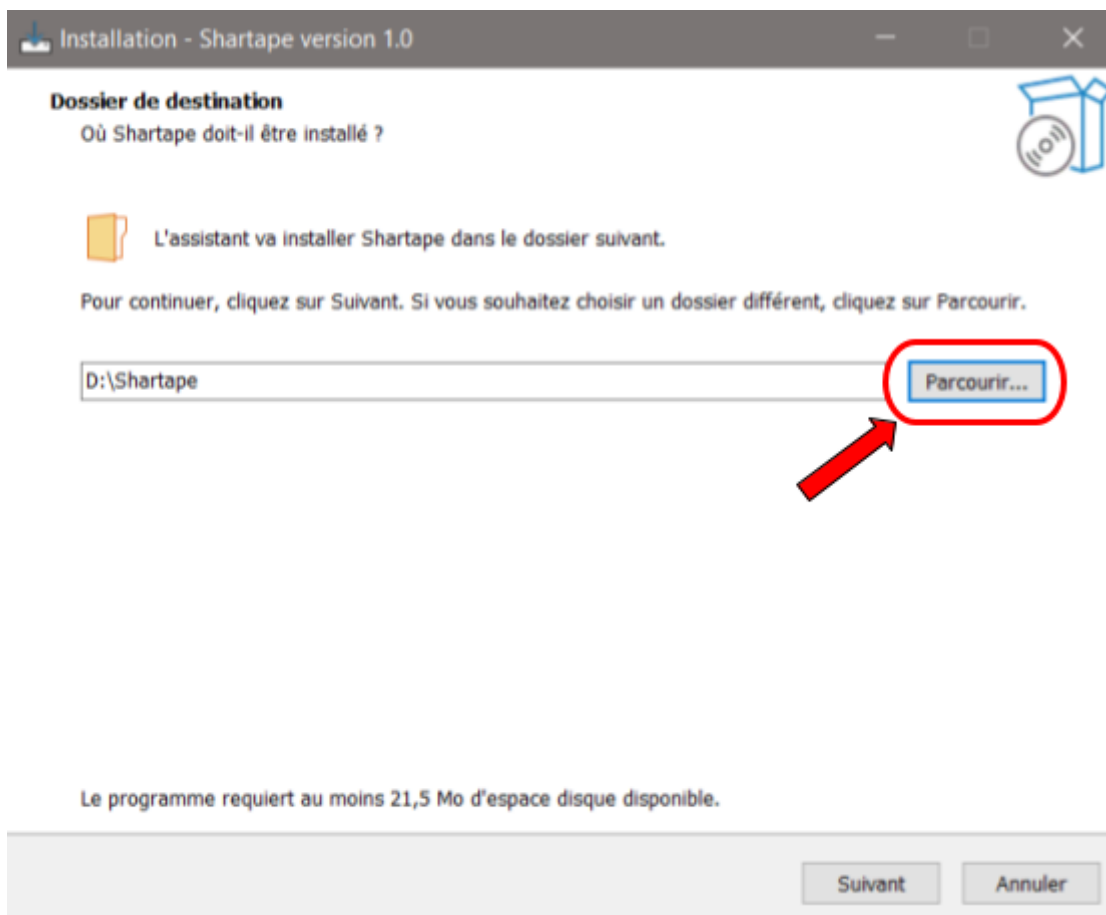 Installation - Shartape version 1.0
Dossier de destination
Où Shartape doit-il être installé ?
L'assistant va installer Shartape dans le dossier suivant.
Pour continuer, cliquez sur Suivant. Si vous souhaitez choisir un dossier différent, cliquez sur Parcourir.
D:\Shartape
Parcourir...
Le programme requiert au moins 21,5 Mo d'espace disque disponible.
Suivant
Annuler